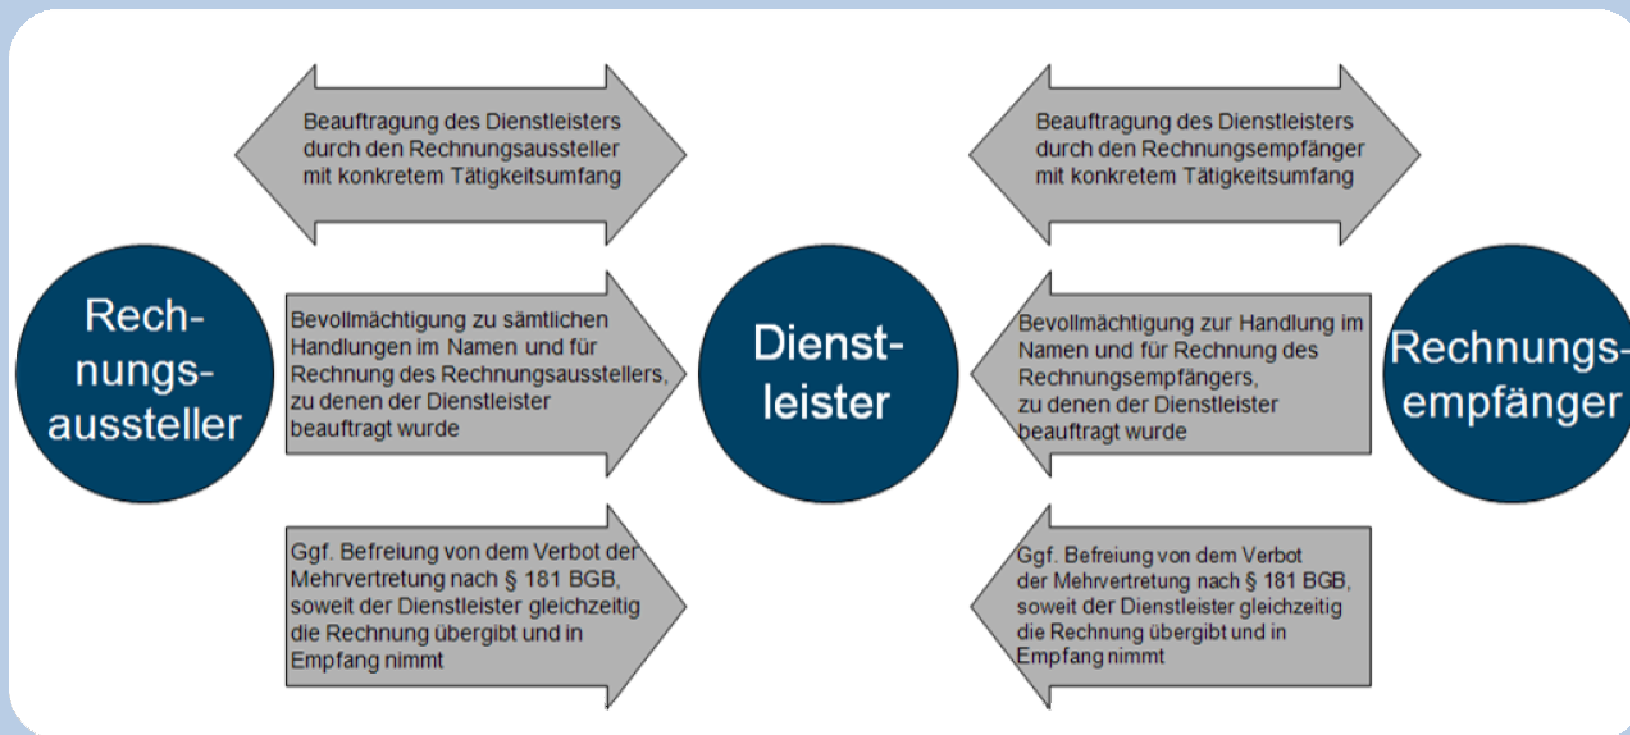 Beauftragung des Dienstleisters
durch den Rechnungsaussteller
mit konkretem Tätigkeitsumfang
Beauftragung des Dienstleisters
durch den Rechnungsempfänger
mit konkretem Tätigkeitsumfang
Rech-
nungs-
aussteller
Bevollmächtigung zu sämtlichen
Handlungen im Namen und für
Rechnung des Rechnungsausstellers,
zu denen der Dienstleister
beauftragt wurde
Dienst-
leister
Bevollmächtigung zur Handlung im
Namen und für Rechnung des
Rechnungsempfängers,
zu denen der Dienstleister
beauftragt wurde
Rechnungs-
empfänger
Ggf. Befreiung von dem Verbot der
Mehrvertretung nach § 181 BGB,
soweit der Dienstleister gleichzeitig
die Rechnung übergibt und in
Empfang nimmt
Ggf. Befreiung von dem Verbot
der Mehrvertretung nach § 181 BGB,
soweit der Dienstleister gleichzeitig
die Rechnung übergibt und in
Empfang nimmt